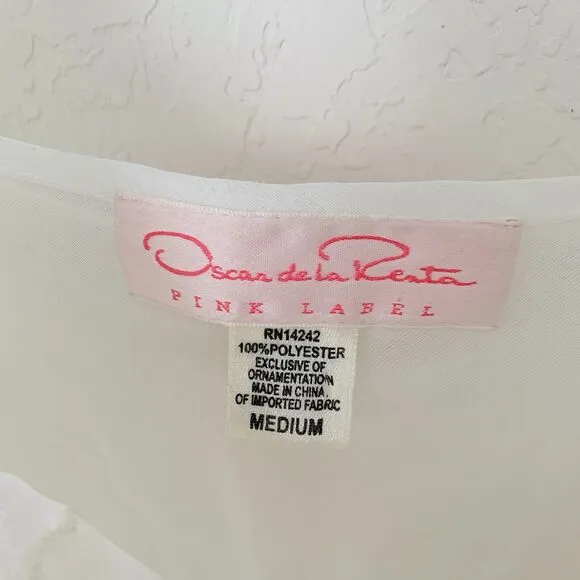 Oscar de la Renta
PINK LABEL
RN14242
100%POLYESTER
EXCLUSIVE OF
ORNAMENTATION
MADE IN CHINA
OF IMPORTED FABRIC
MEDIUM